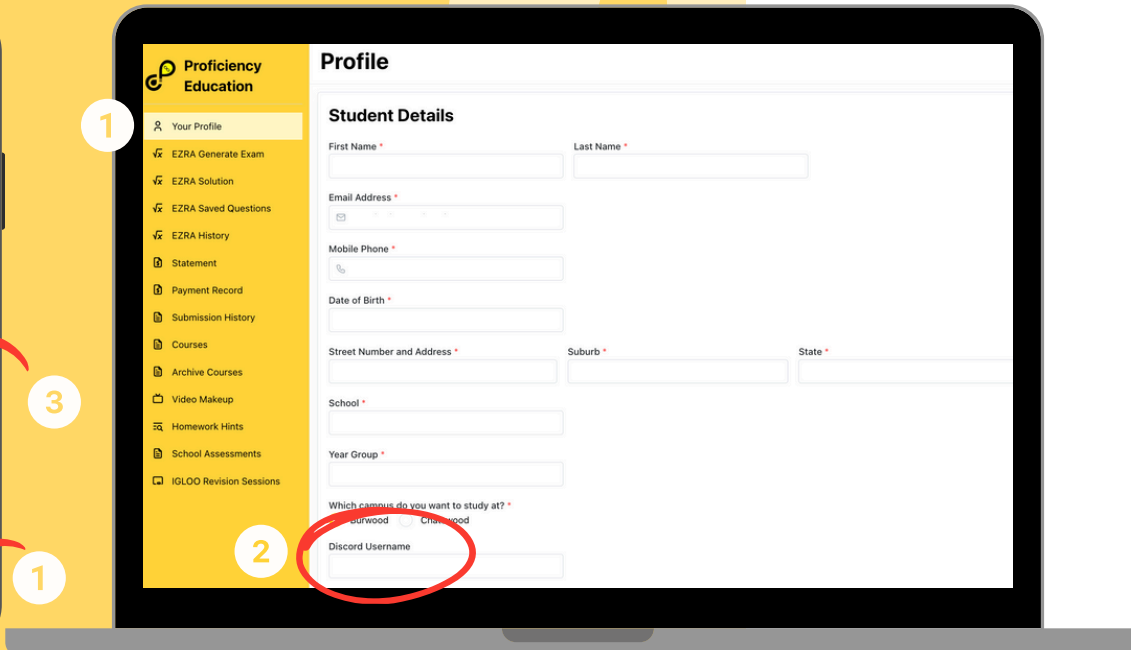 Proficiency
Education
Your Profile
EZRA Generate Exam
EZRA Solution
EZRA Saved Questions
EZRA History
Statement
Payment Record
Submission History
Courses
Archive Courses
Video Makeup
Homework Hints
School Assessments
IGLOO Revision Sessions
Profile
Student Details
First Name * Last Name *
Email Address *
Mobile Phone *
Date of Birth *
Street Number and Address * Suburb * State *
School *
Year Group *
Which campus do you want to study at? *
Burwood Chatswood
Discord Username
1
2
3
1